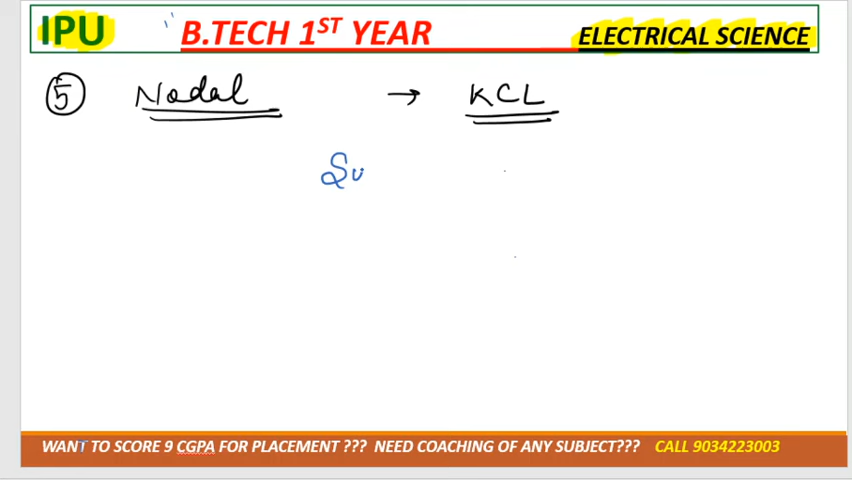 IPU B.TECH 1ST YEAR ELECTRICAL SCIENCE
5 Nodal → KCL
Su
WANT TO SCORE 9 CGPA FOR PLACEMENT ??? NEED COACHING OF ANY SUBJECT??? CALL 9034223003